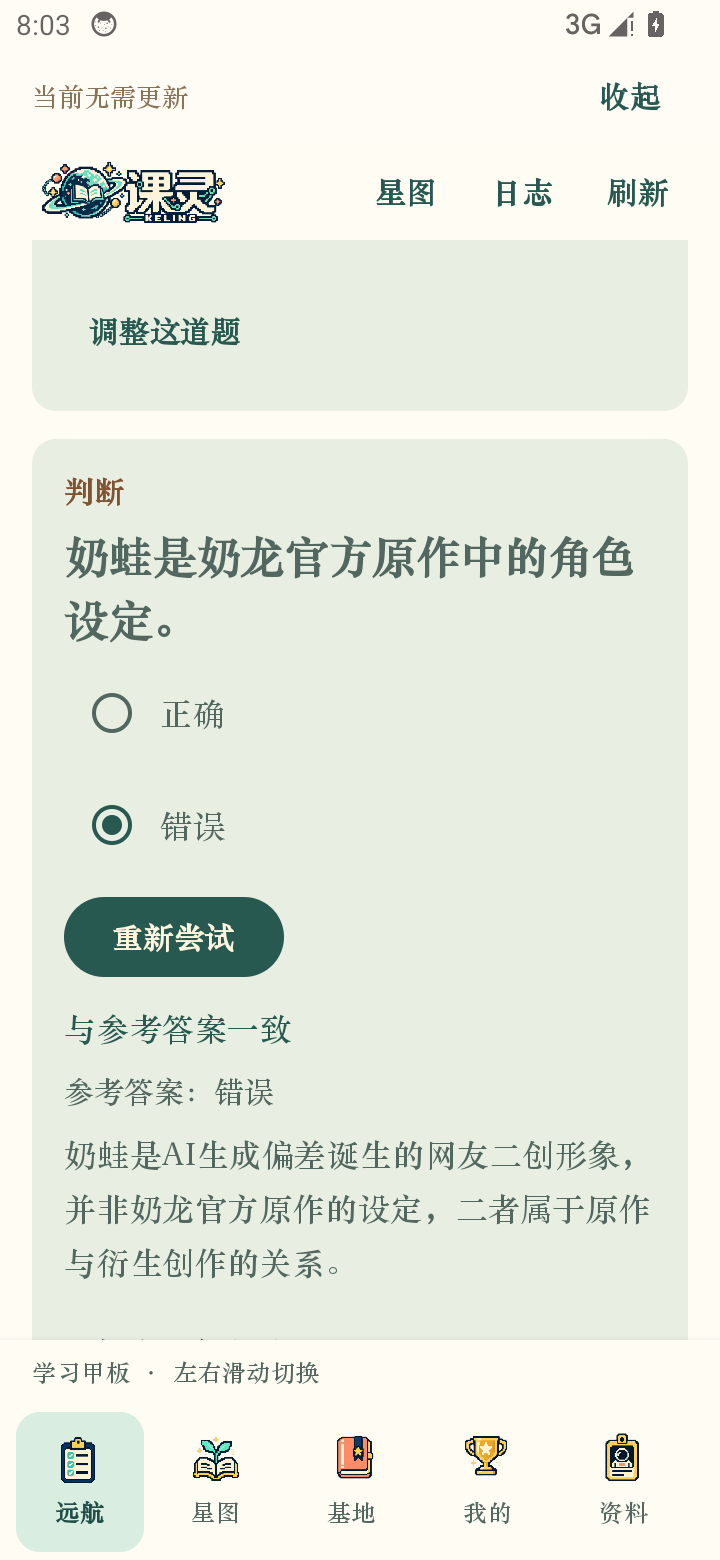 8:03
3G
当前无需更新
收起
课灵
KELING
星图
日志
刷新
调整这道题
判断
奶蛙是奶龙官方原作中的角色
设定。
正确
错误
重新尝试
与参考答案一致
参考答案：错误
奶蛙是AI生成偏差诞生的网友二创形象，
并非奶龙官方原作的设定，二者属于原作
与衍生创作的关系。
学习甲板 · 左右滑动切换
远航
星图
基地
我的
资料